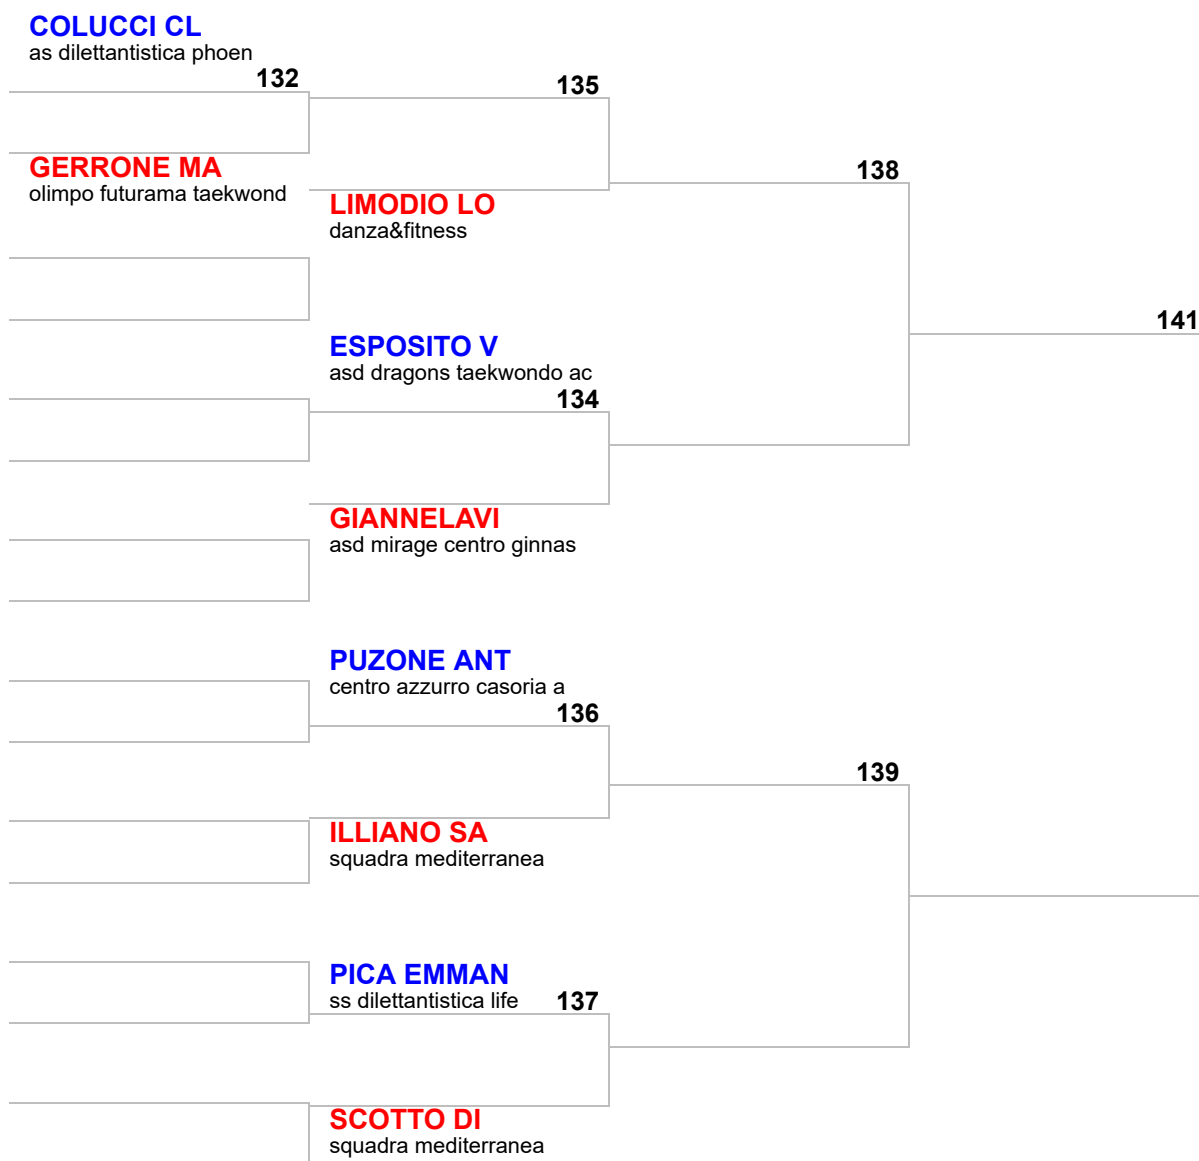 COLUCCI CL
as dilettantistica phoen
132
135
GERRONE MA
olimpo futurama taekwond
138
LIMODIO LO
danza&fitness
141
ESPOSITO V
asd dragons taekwondo ac
134
GIANNELAVI
asd mirage centro ginnas
PUZONE ANT
centro azzurro casoria a
136
139
ILLIANO SA
squadra mediterranea
PICA EMMAN
ss dilettantistica life
137
SCOTTO DI
squadra mediterranea